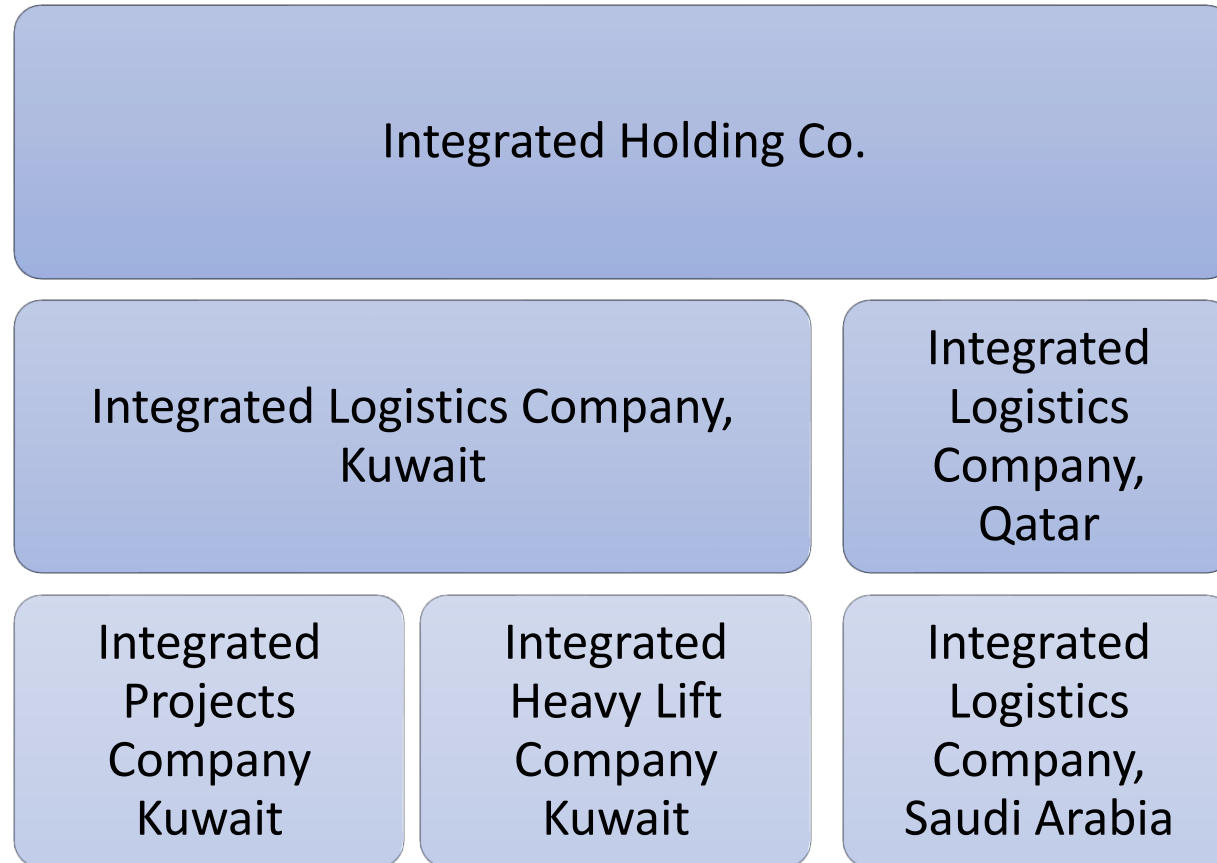 Integrated Holding Co.
Integrated Logistics Company,
Kuwait
Integrated
Logistics
Company,
Qatar
Integrated
Projects
Company
Kuwait
Integrated
Heavy Lift
Company
Kuwait
Integrated
Logistics
Company,
Saudi Arabia